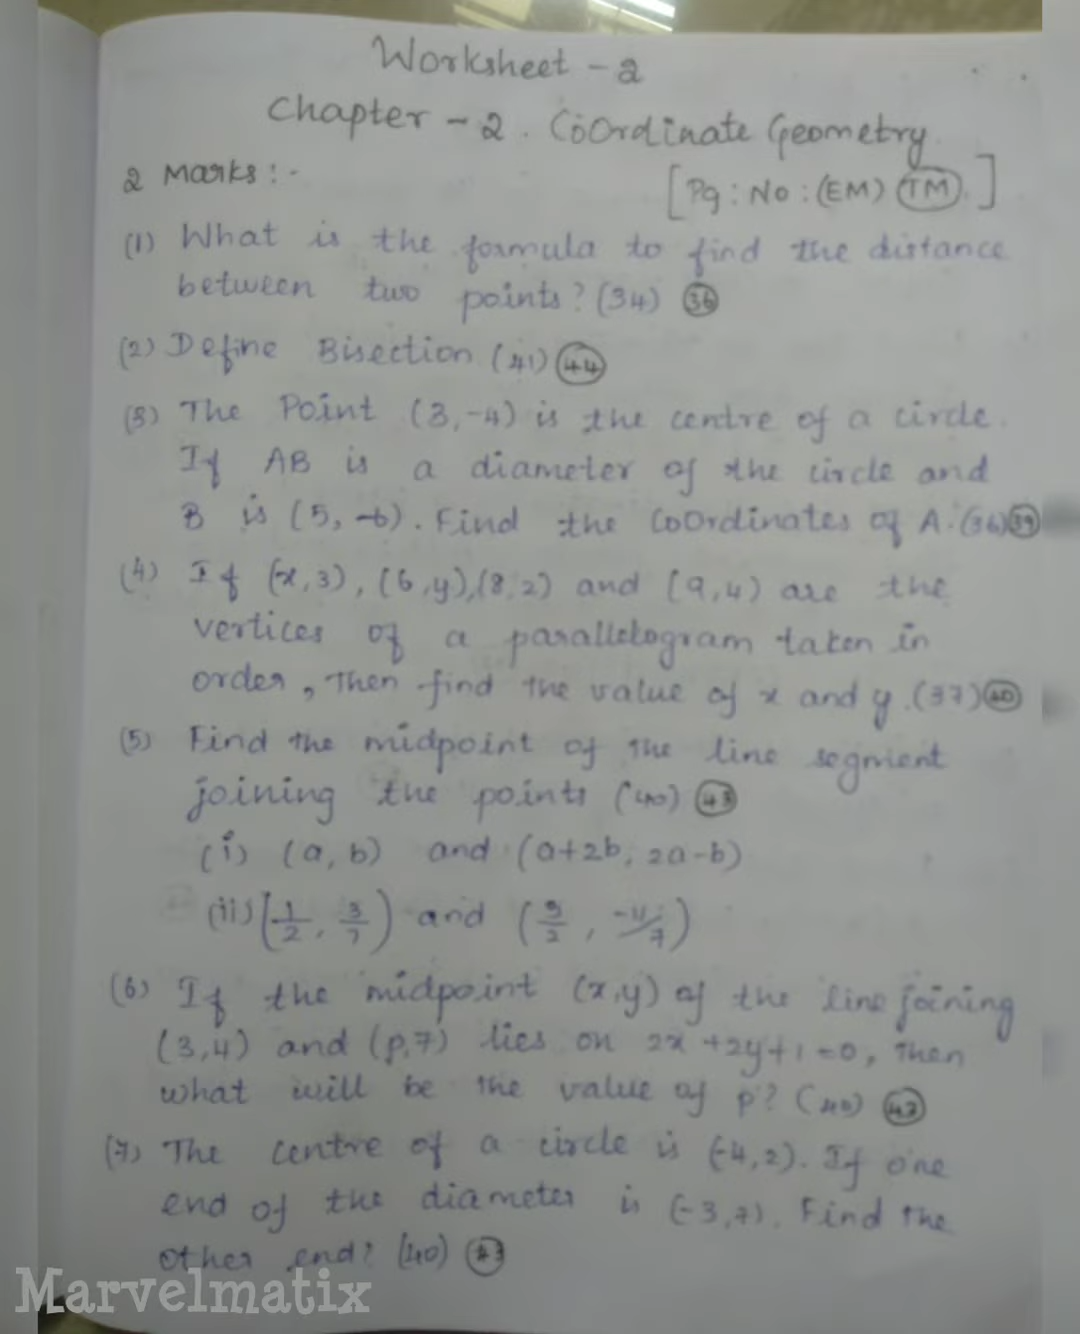 Worksheet - 2
Chapter - 2. Coordinate Geometry.
2 Marks :-
[Pg : No : (EM) (TM).]
(1) What is the formula to find the distance
between two points? (34) (36)
(2) Define Bisection (41) (44)
(3) The Point (3,-4) is the centre of a circle.
If AB is a diameter of the circle and
B is (5,-6). Find the coordinates of A. (36) (39)
(4) If (x,3), (6,y), (8,2) and (9,4) are the
vertices of a parallelogram taken in
order, Then find the value of x and y. (37) (40)
(5) Find the midpoint of the line segment
joining the points (40) (43)
(i) (a, b) and (a+2b, 2a-b)
(ii) (1/2, 3/7) and (3/2, -11/7)
(6) If the midpoint (x,y) of the line joining
(3,4) and (p,7) lies on 2x+2y+1=0, Then
what will be the value of p? (40) (43)
(7) The centre of a circle is (-4,2). If one
end of the diameter is (-3,7). Find the
other end? (40) (43)
Marvelmatix